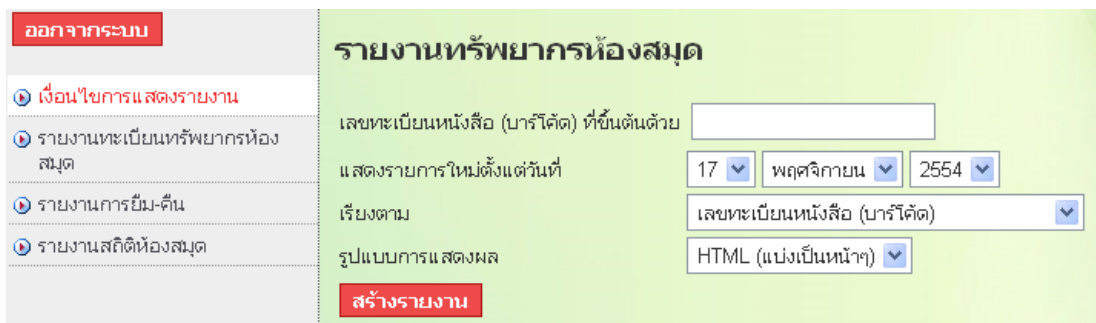 ออกจากระบบ
เงื่อนไขการแสดงรายงาน
รายงานทะเบียนทรัพยากรห้อง
สมุด
รายงานการยืม-คืน
รายงานสถิติห้องสมุด
รายงานทรัพยากรห้องสมุด
เลขทะเบียนหนังสือ (บาร์โค้ด) ที่ขึ้นต้นด้วย
แสดงรายการใหม่ตั้งแต่วันที่ 17 พฤศจิกายน 2554
เรียงตาม เลขทะเบียนหนังสือ (บาร์โค้ด)
รูปแบบการแสดงผล HTML (แบ่งเป็นหน้าๆ)
สร้างรายงาน